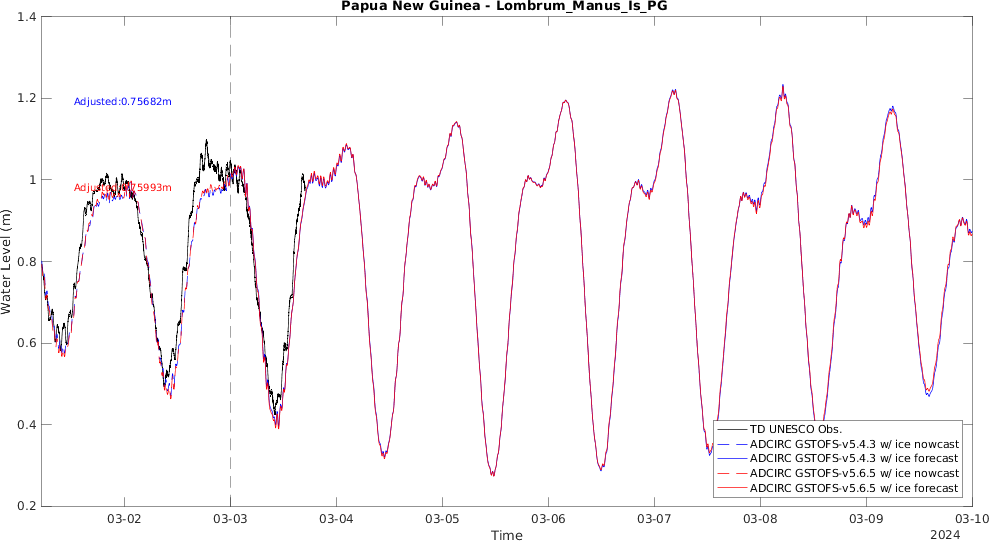 Papua New Guinea - Lombrum_Manus_Is_PG
1.4
1.2
1
0.8
0.6
0.4
0.2
Water Level (m)
Adjusted:0.75682m
Adjusted:0.75993m
TD UNESCO Obs.
ADCIRC GSTOFS-v5.4.3 w/ ice nowcast
ADCIRC GSTOFS-v5.4.3 w/ ice forecast
ADCIRC GSTOFS-v5.6.5 w/ ice nowcast
ADCIRC GSTOFS-v5.6.5 w/ ice forecast
03-02 03-03 03-04 03-05 03-06 03-07 03-08 03-09 03-10
Time
2024